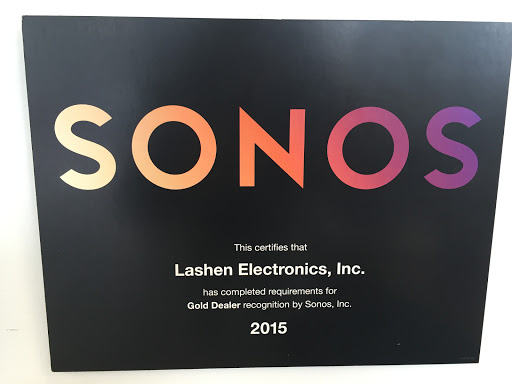 SONOS
This certifies that
Lashen Electronics, Inc.
has completed requirements for
Gold Dealer recognition by Sonos, Inc.
2015